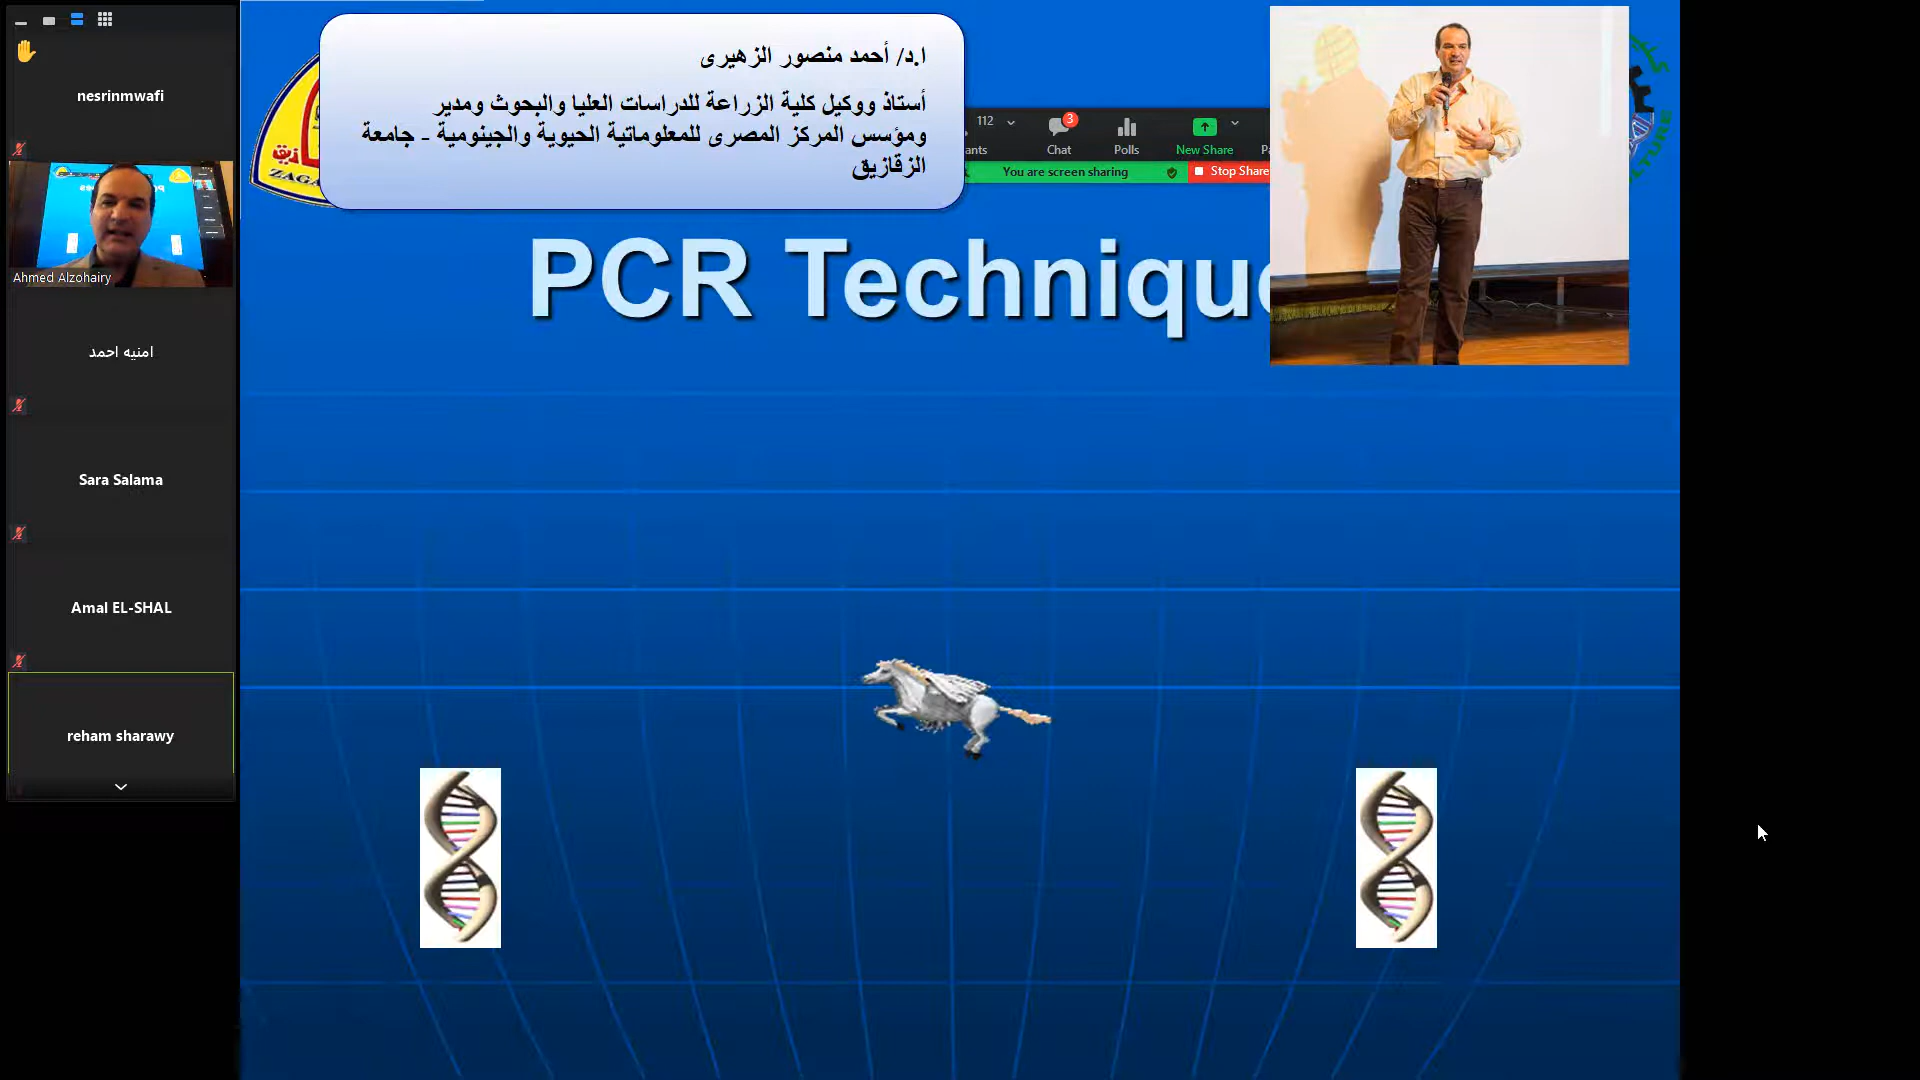 nesrinmwafi
Ahmed Alzohairy
امنيه احمد
Sara Salama
Amal EL-SHAL
reham sharawy
ا.د/ أحمد منصور الزهيرى
أستاذ ووكيل كلية الزراعة للدراسات العليا والبحوث ومدير
ومؤسس المركز المصرى للمعلوماتية الحيوية والجينومية - جامعة
الزقازيق
112
3
ants
Chat
Polls
New Share
You are screen sharing
Stop Share
PCR Technique